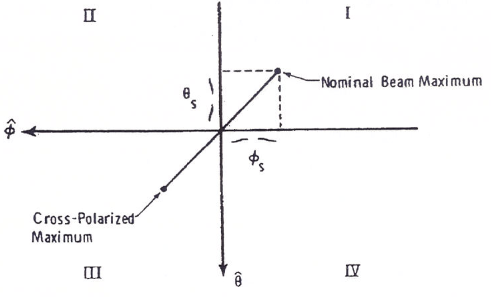 II
I
Nominal Beam Maximum
θs
φ̂
ϕs
Cross-Polarized
Maximum
III
IV
θ̂